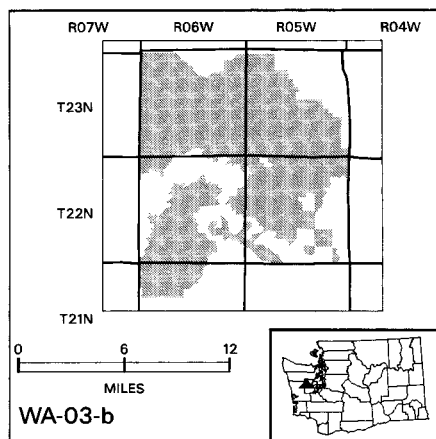 R07W R06W R05W R04W
T23N
T22N
T21N
0 6 12
MILES
WA-03-b